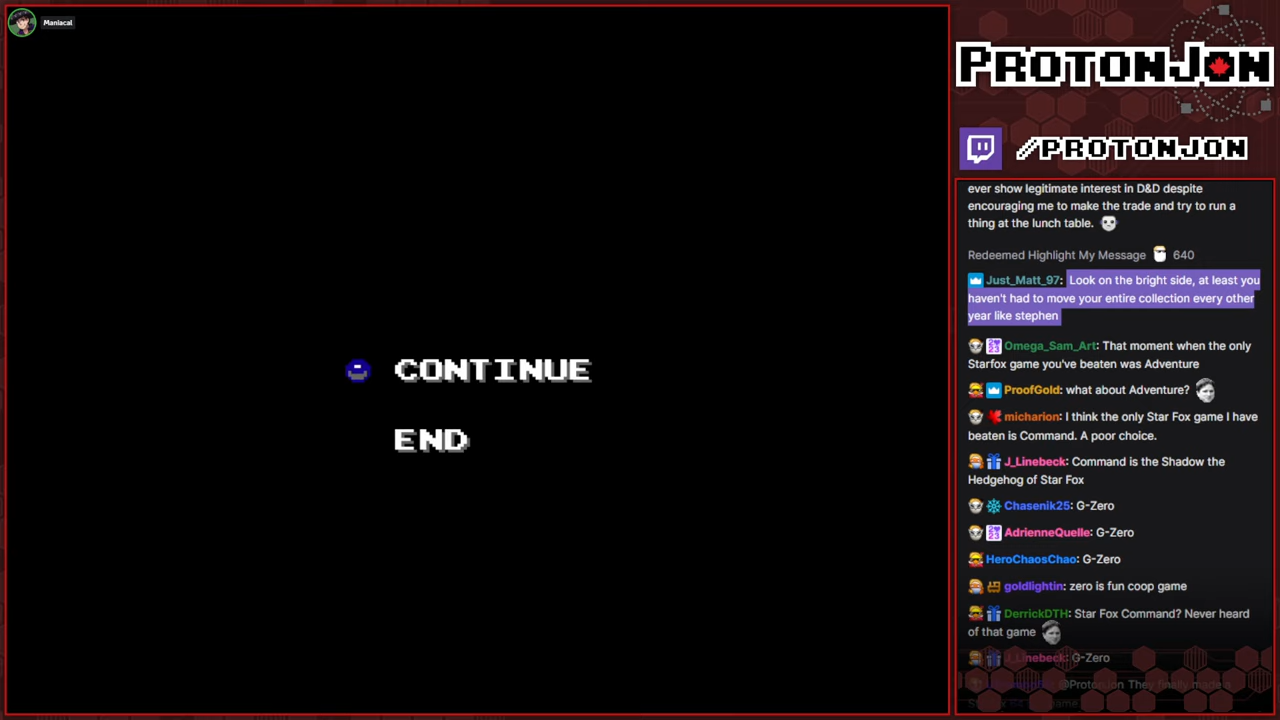 Maniacal
CONTINUE
END
PROTONJON
/PROTONJON
ever show legitimate interest in D&D despite
encouraging me to make the trade and try to run a
thing at the lunch table.
Redeemed Highlight My Message 640
Just_Matt_97: Look on the bright side, at least you
haven't had to move your entire collection every other
year like stephen
Omega_Sam_Art: That moment when the only
Starfox game you've beaten was Adventure
ProofGold: what about Adventure?
micharion: I think the only Star Fox game I have
beaten is Command. A poor choice.
J_Linebeck: Command is the Shadow the
Hedgehog of Star Fox
Chasenik25: G-Zero
AdrienneQuelle: G-Zero
HeroChaosChao: G-Zero
goldlightin: zero is fun coop game
DerrickDTH: Star Fox Command? Never heard
of that game
J_Linebeck: G-Zero
@ProtonJon They finally made a